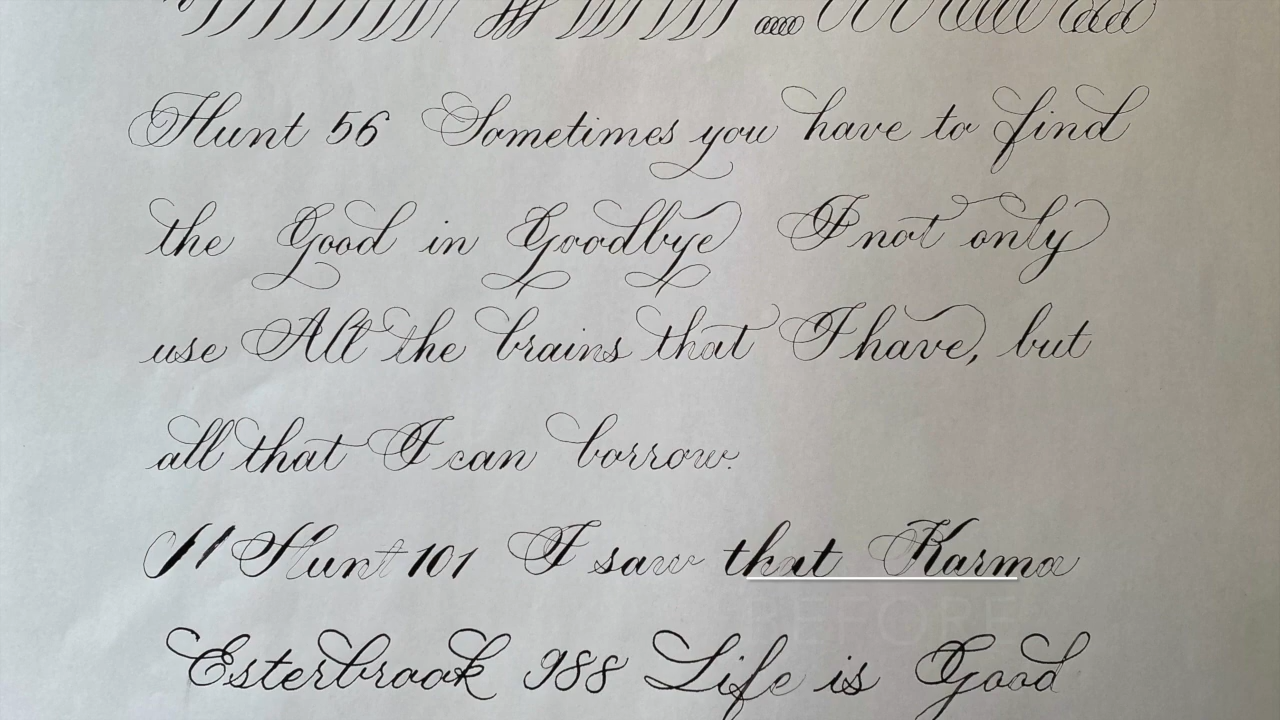 Hunt 56 Sometimes you have to find
the Good in Goodbye I not only
use All the brains that I have, but
all that I can borrow.
Hunt 101 I saw that Karma
BEFORE
Esterbrook 988 Life is Good